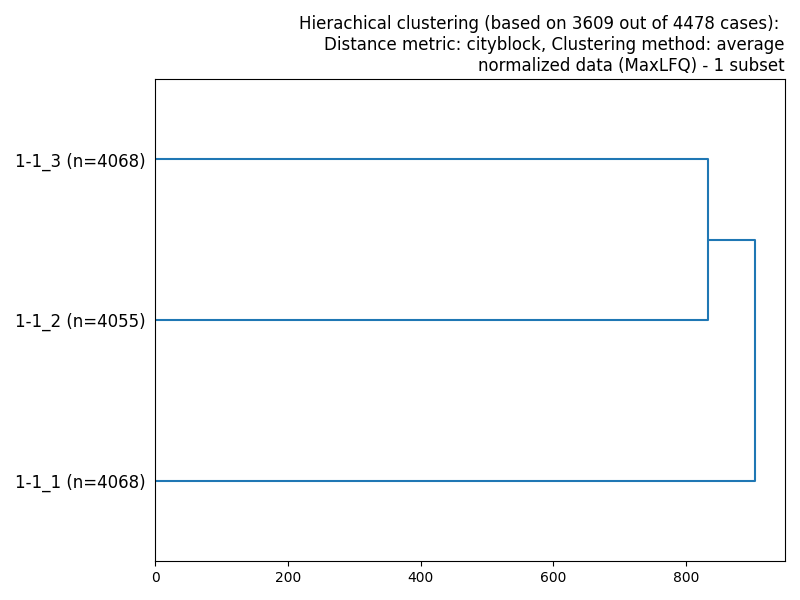 Hierachical clustering (based on 3609 out of 4478 cases):
Distance metric: cityblock, Clustering method: average
normalized data (MaxLFQ) - 1 subset
1-1_3 (n=4068)
1-1_2 (n=4055)
1-1_1 (n=4068)
0 200 400 600 800